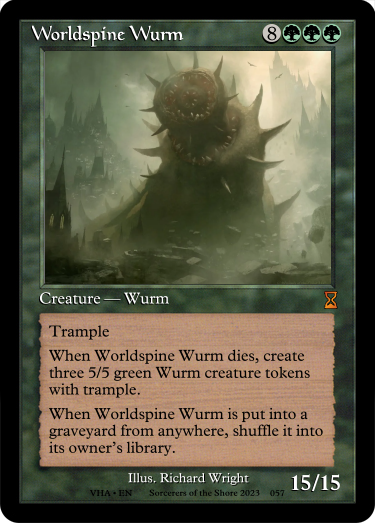 Worldspine Wurm 8
Creature — Wurm
Trample
When Worldspine Wurm dies, create
three 5/5 green Wurm creature tokens
with trample.
When Worldspine Wurm is put into a
graveyard from anywhere, shuffle it into
its owner's library.
Illus. Richard Wright
15/15
VHA • EN Sorcerers of the Shore 2023 057